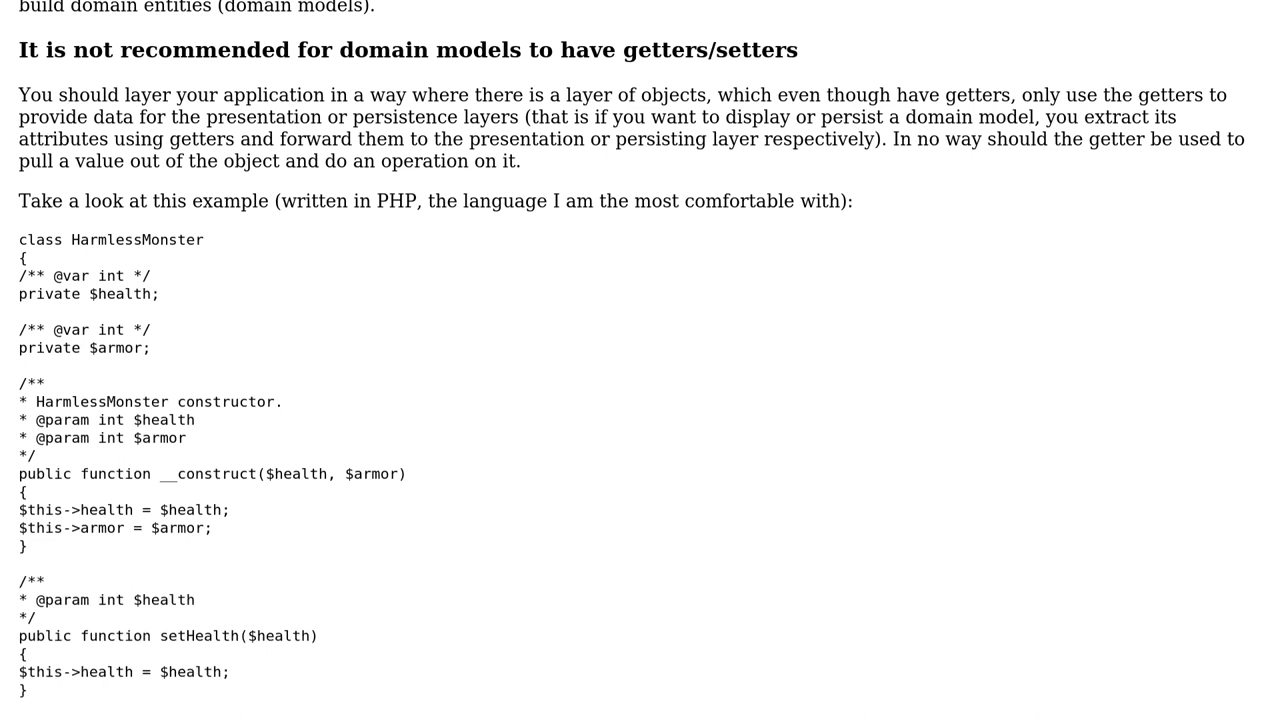 build domain entities (domain models).
It is not recommended for domain models to have getters/setters
You should layer your application in a way where there is a layer of objects, which even though have getters, only use the getters to
provide data for the presentation or persistence layers (that is if you want to display or persist a domain model, you extract its
attributes using getters and forward them to the presentation or persisting layer respectively). In no way should the getter be used to
pull a value out of the object and do an operation on it.
Take a look at this example (written in PHP, the language I am the most comfortable with):
class HarmlessMonster
{
/** @var int */
private $health;
/** @var int */
private $armor;
/**
* HarmlessMonster constructor.
* @param int $health
* @param int $armor
*/
public function __construct($health, $armor)
{
$this->health = $health;
$this->armor = $armor;
}
/**
* @param int $health
*/
public function setHealth($health)
{
$this->health = $health;
}